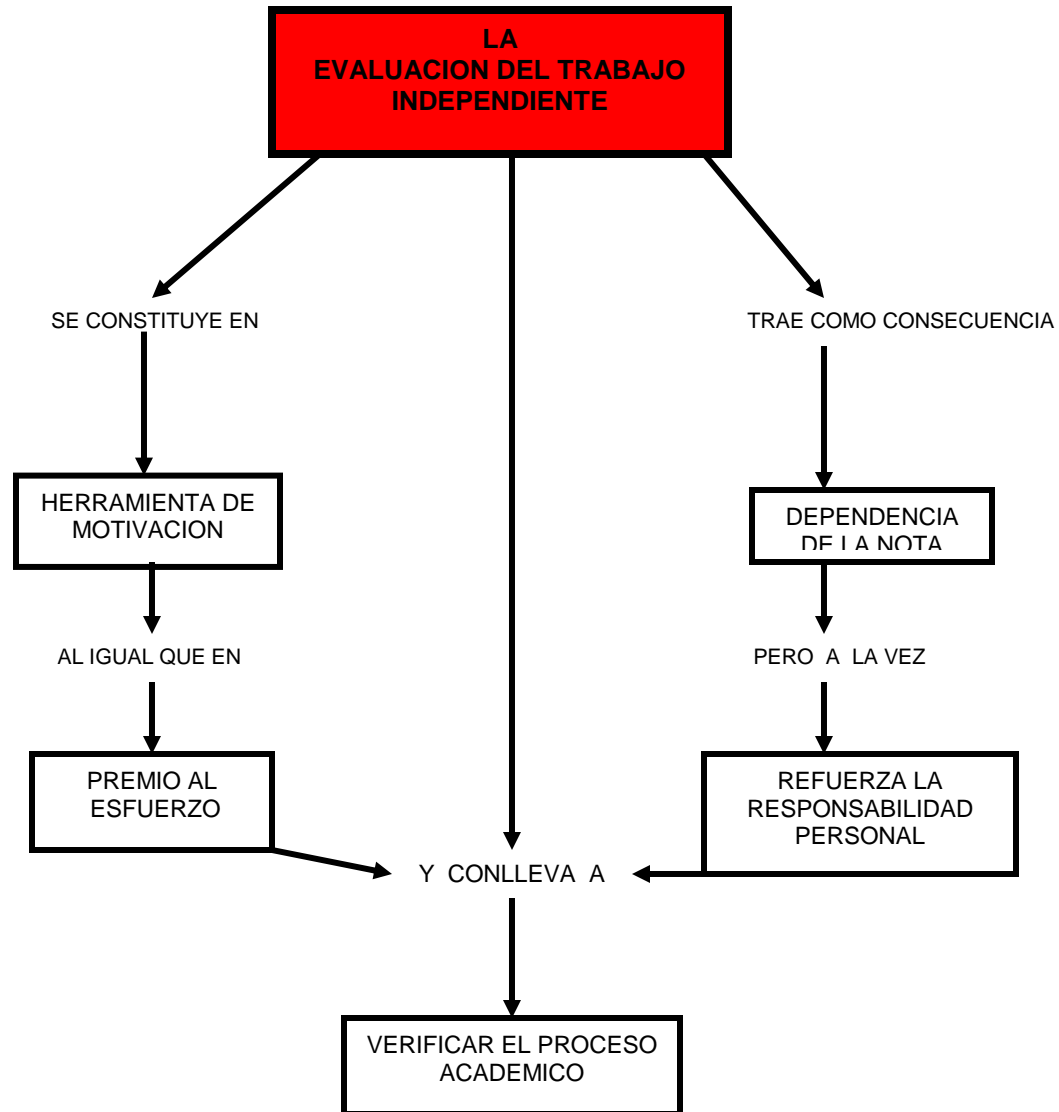 LA
EVALUACION DEL TRABAJO
INDEPENDIENTE
SE CONSTITUYE EN
TRAE COMO CONSECUENCIA
HERRAMIENTA DE
MOTIVACION
DEPENDENCIA
DE LA NOTA
AL IGUAL QUE EN
PERO A LA VEZ
PREMIO AL
ESFUERZO
REFUERZA LA
RESPONSABILIDAD
PERSONAL
Y CONLLEVA A
VERIFICAR EL PROCESO
ACADEMICO